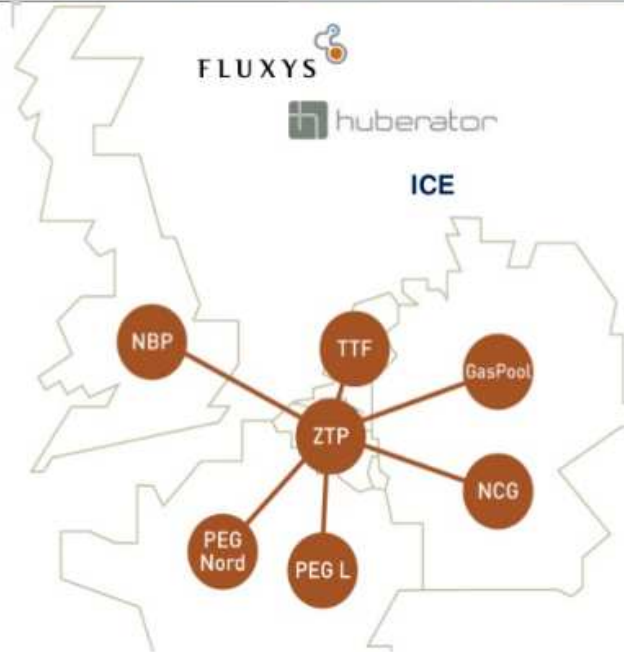 FLUXYS
huberator
ICE
NBP
TTF
GasPool
ZTP
NCG
PEG
Nord
PEG L